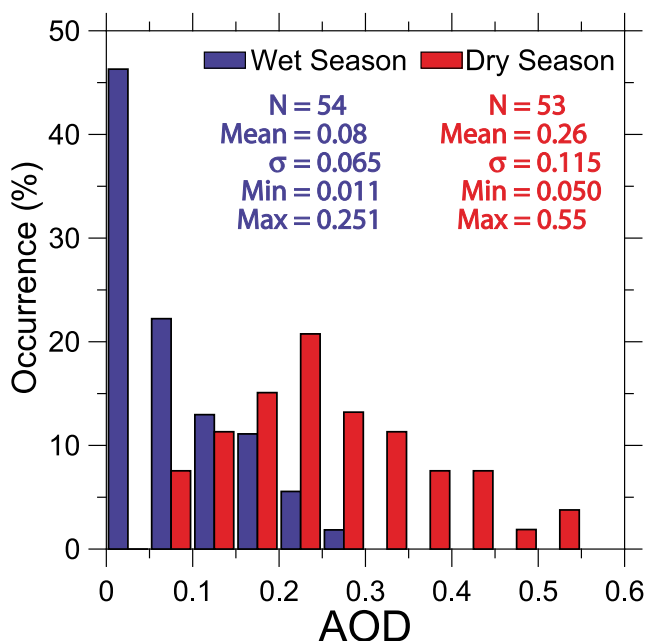 Wet Season Dry Season
N = 54 N = 53
Mean = 0.08 Mean = 0.26
σ = 0.065 σ = 0.115
Min = 0.011 Min = 0.050
Max = 0.251 Max = 0.55
50
40
30
20
10
0
Occurrence (%)
0 0.1 0.2 0.3 0.4 0.5 0.6
AOD